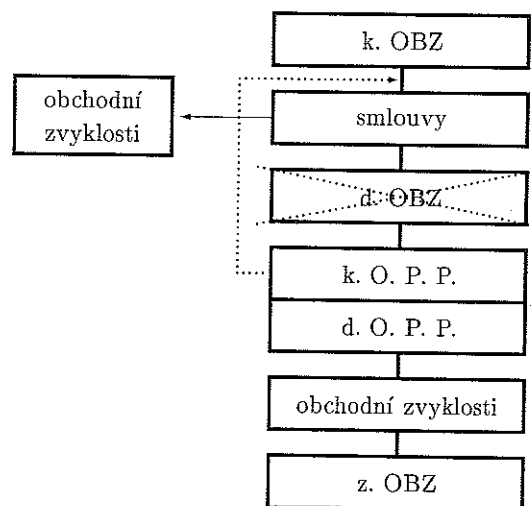 k. OBZ
obchodní
zvyklosti
smlouvy
d. OBZ
k. O. P. P.
d. O. P. P.
obchodní zvyklosti
z. OBZ